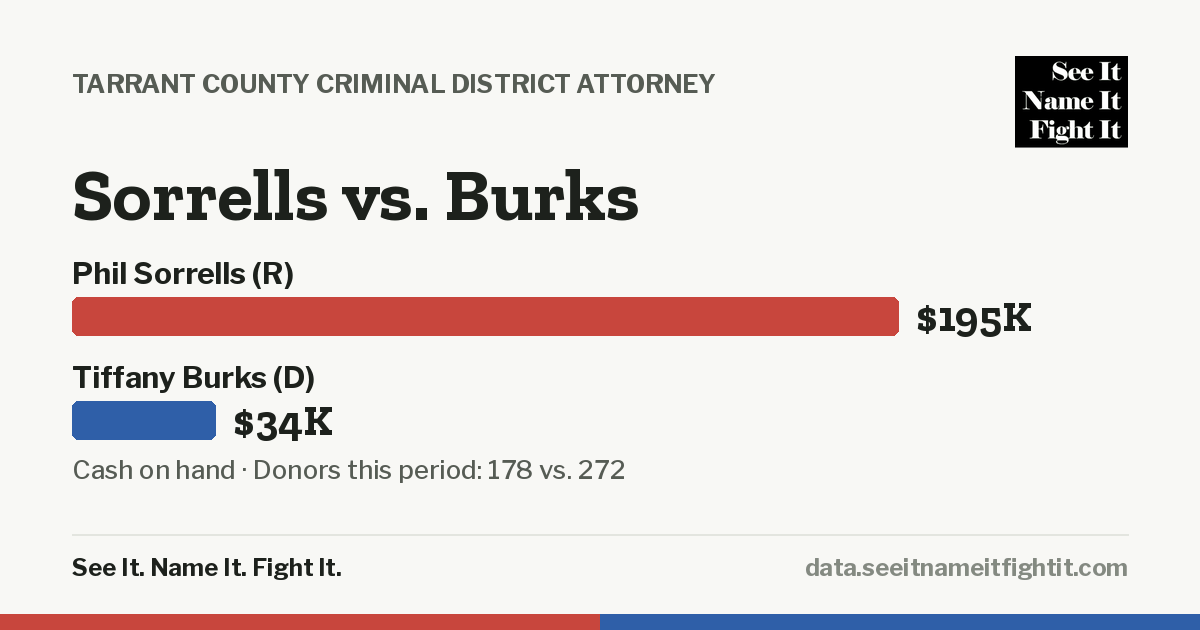 TARRANT COUNTY CRIMINAL DISTRICT ATTORNEY
See It
Name It
Fight It
Sorrells vs. Burks
Phil Sorrells (R)
$195K
Tiffany Burks (D)
$34K
Cash on hand · Donors this period: 178 vs. 272
See It. Name It. Fight It.
data.seeitnameitfightit.com